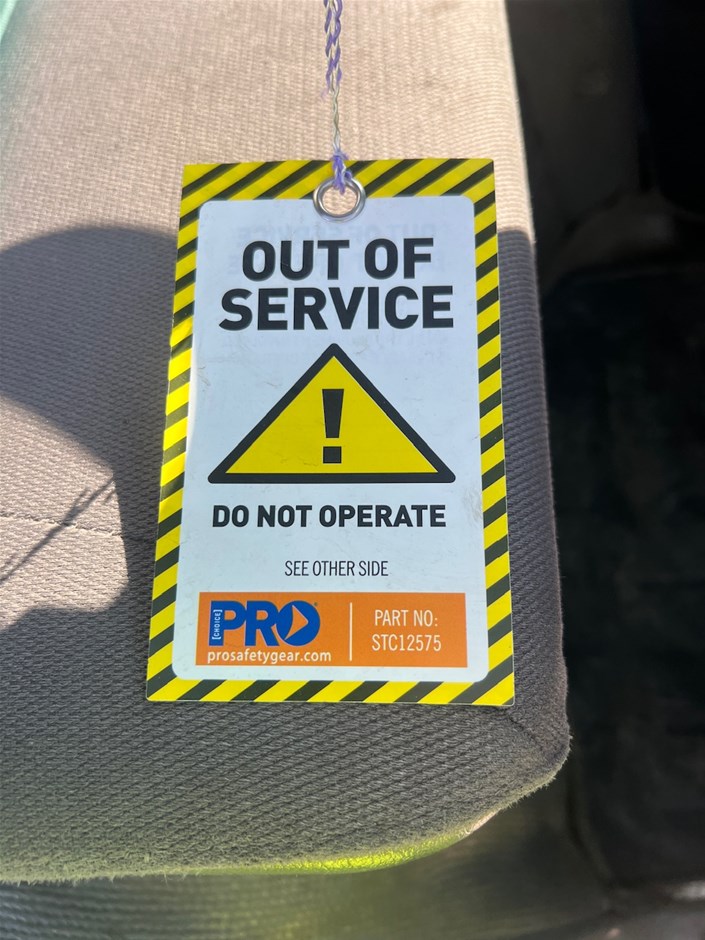 OUT OF
SERVICE
!
DO NOT OPERATE
SEE OTHER SIDE
[CHOICE] PRO
prosafetygear.com
PART NO:
STC12575